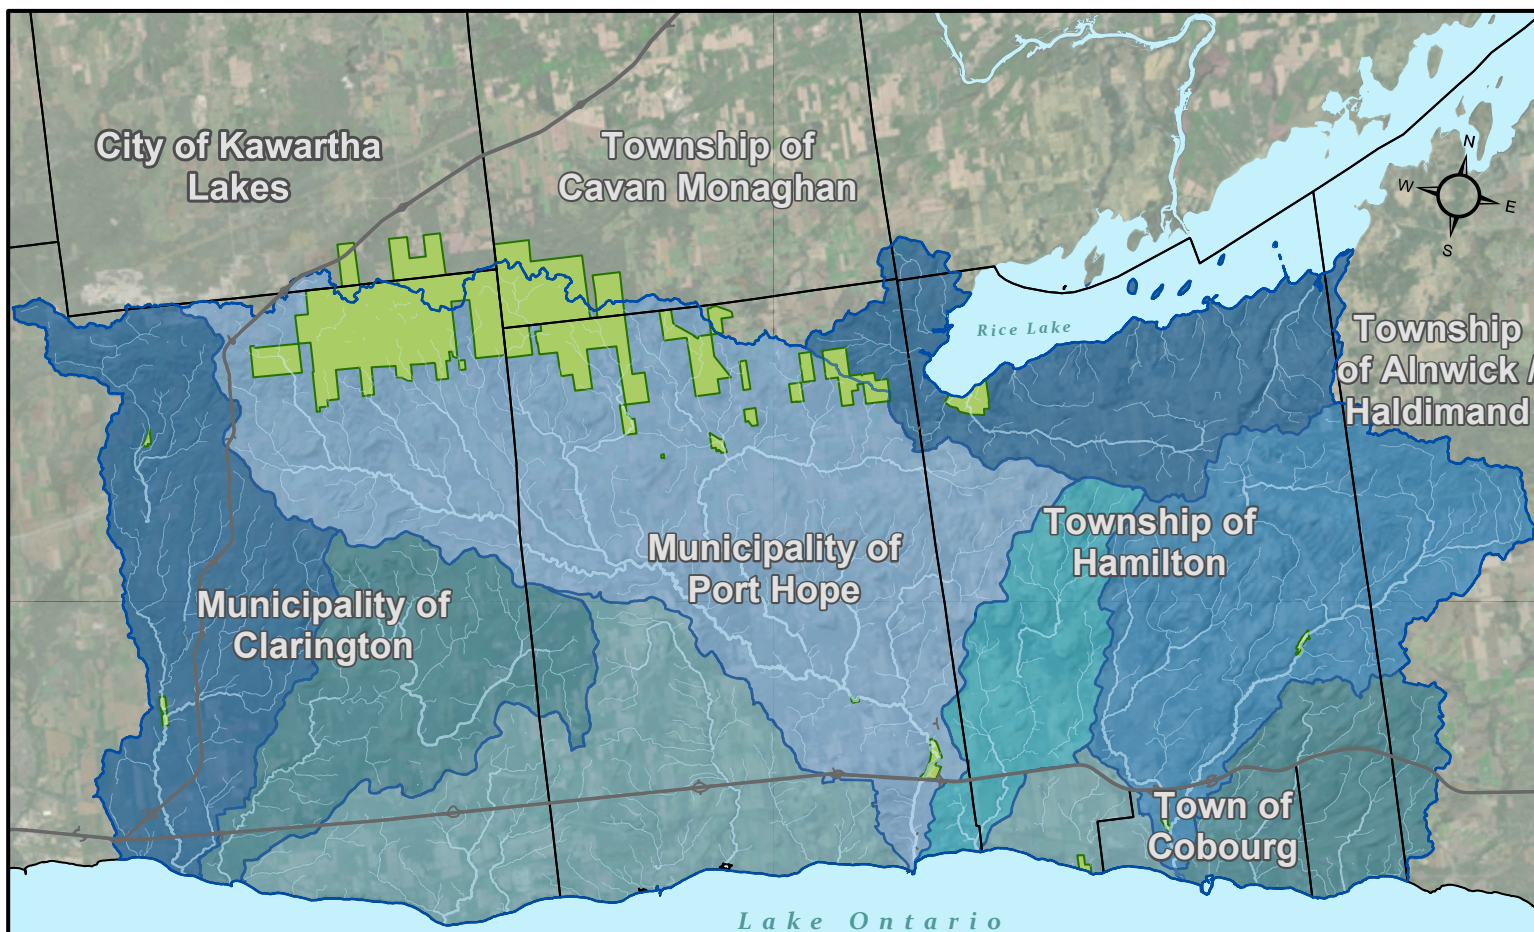 City of Kawartha
Lakes
Township of
Cavan Monaghan
N
W
E
S
Rice Lake
Township
of Alnwick /
Haldimand
Township of
Hamilton
Municipality of
Port Hope
Municipality of
Clarington
Town of
Cobourg
Lake Ontario